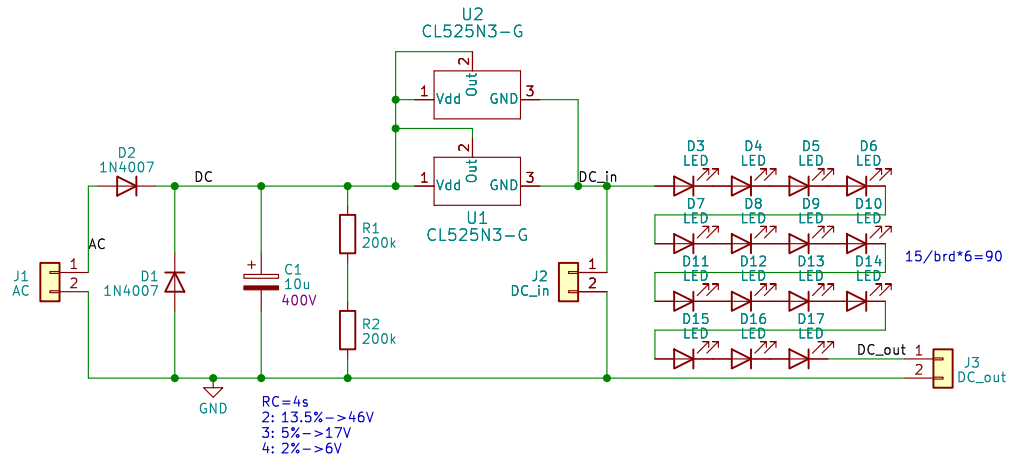 U2
CL525N3-G
2
Out
1
Vdd
GND
3
2
Out
1
Vdd
GND
3
U1
CL525N3-G
D2
1N4007
DC
AC
J1
AC
1
2
D1
1N4007
+
C1
10u
400V
R1
200k
R2
200k
GND
RC=4s
2: 13.5%->46V
3: 5%->17V
4: 2%->6V
DC_in
J2
DC_in
1
2
D3
LED
D4
LED
D5
LED
D6
LED
D7
LED
D8
LED
D9
LED
D10
LED
D11
LED
D12
LED
D13
LED
D14
LED
D15
LED
D16
LED
D17
LED
15/brd*6=90
DC_out
1
2
J3
DC_out